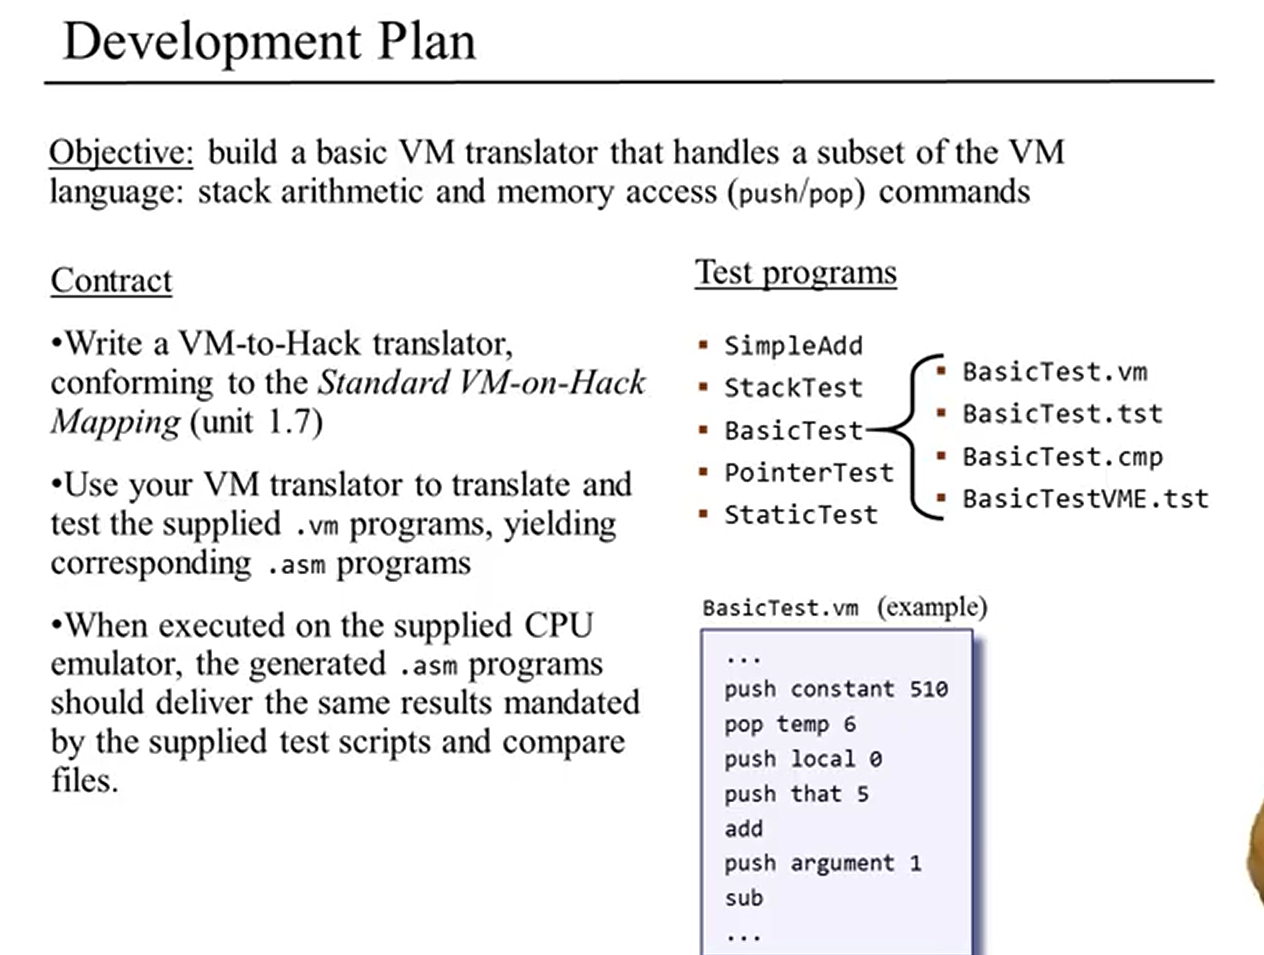 Development Plan
Objective: build a basic VM translator that handles a subset of the VM
language: stack arithmetic and memory access (push/pop) commands
Contract
•Write a VM-to-Hack translator,
conforming to the Standard VM-on-Hack
Mapping (unit 1.7)
•Use your VM translator to translate and
test the supplied .vm programs, yielding
corresponding .asm programs
•When executed on the supplied CPU
emulator, the generated .asm programs
should deliver the same results mandated
by the supplied test scripts and compare
files.
Test programs
▪ SimpleAdd
▪ StackTest
▪ BasicTest
▪ PointerTest
▪ StaticTest
▪ BasicTest.vm
▪ BasicTest.tst
▪ BasicTest.cmp
▪ BasicTestVME.tst
BasicTest.vm (example)
...
push constant 510
pop temp 6
push local 0
push that 5
add
push argument 1
sub
...